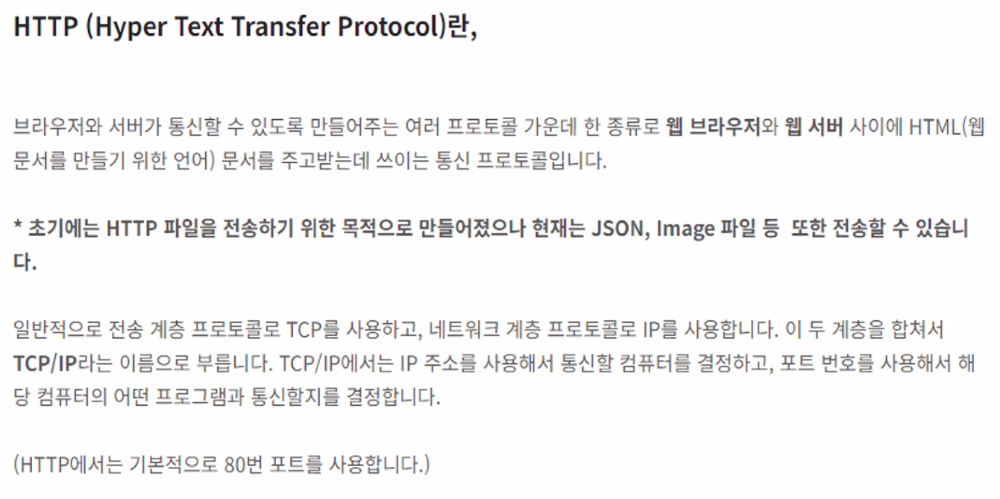 HTTP (Hyper Text Transfer Protocol)란,
브라우저와 서버가 통신할 수 있도록 만들어주는 여러 프로토콜 가운데 한 종류로 웹 브라우저와 웹 서버 사이에 HTML(웹
문서를 만들기 위한 언어) 문서를 주고받는데 쓰이는 통신 프로토콜입니다.
* 초기에는 HTTP 파일을 전송하기 위한 목적으로 만들어졌으나 현재는 JSON, Image 파일 등  또한 전송할 수 있습니
다.
일반적으로 전송 계층 프로토콜로 TCP를 사용하고, 네트워크 계층 프로토콜로 IP를 사용합니다. 이 두 계층을 합쳐서
TCP/IP라는 이름으로 부릅니다. TCP/IP에서는 IP 주소를 사용해서 통신할 컴퓨터를 결정하고, 포트 번호를 사용해서 해
당 컴퓨터의 어떤 프로그램과 통신할지를 결정합니다.
(HTTP에서는 기본적으로 80번 포트를 사용합니다.)